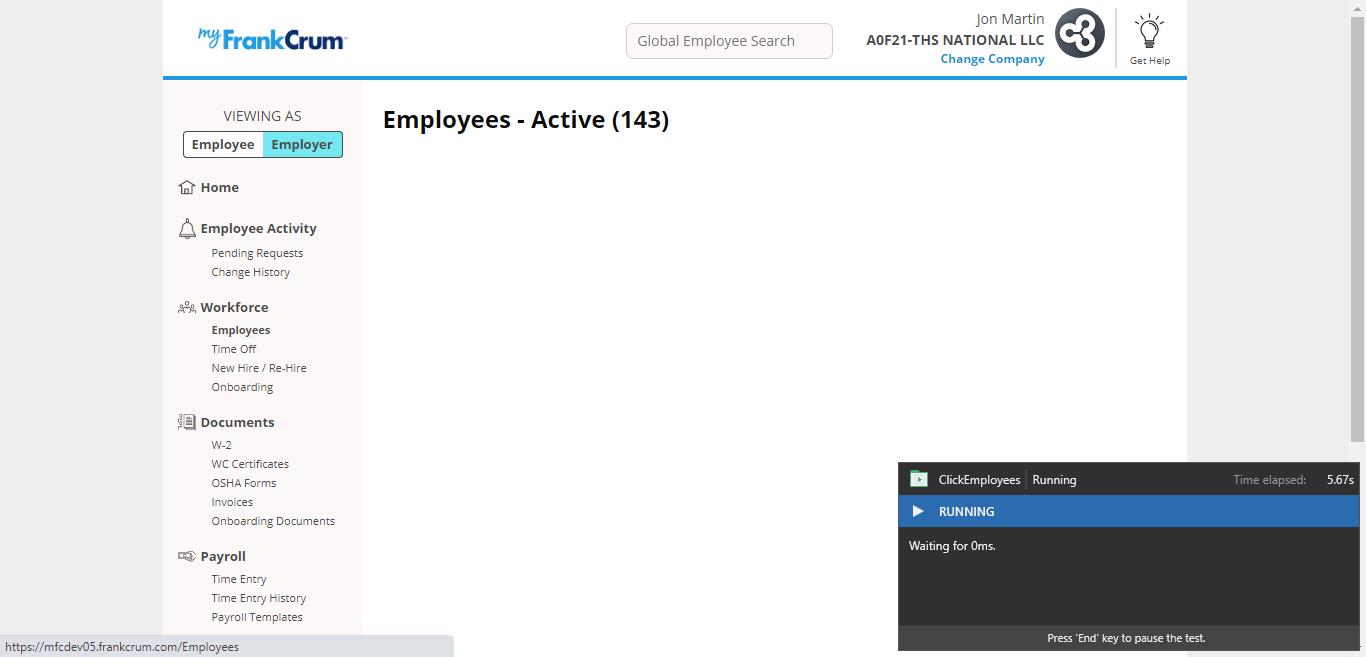 myFrankCrum
Global Employee Search
Jon Martin
A0F21-THS NATIONAL LLC
Change Company
Get Help
VIEWING AS
Employee Employer
Home
Employee Activity
Pending Requests
Change History
Workforce
Employees
Time Off
New Hire / Re-Hire
Onboarding
Documents
W-2
WC Certificates
OSHA Forms
Invoices
Onboarding Documents
Payroll
Time Entry
Time Entry History
Payroll Templates
Employees - Active (143)
ClickEmployees Running Time elapsed: 5.67s
RUNNING
Waiting for 0ms.
Press 'End' key to pause the test.
https://mfcdev05.frankcrum.com/Employees